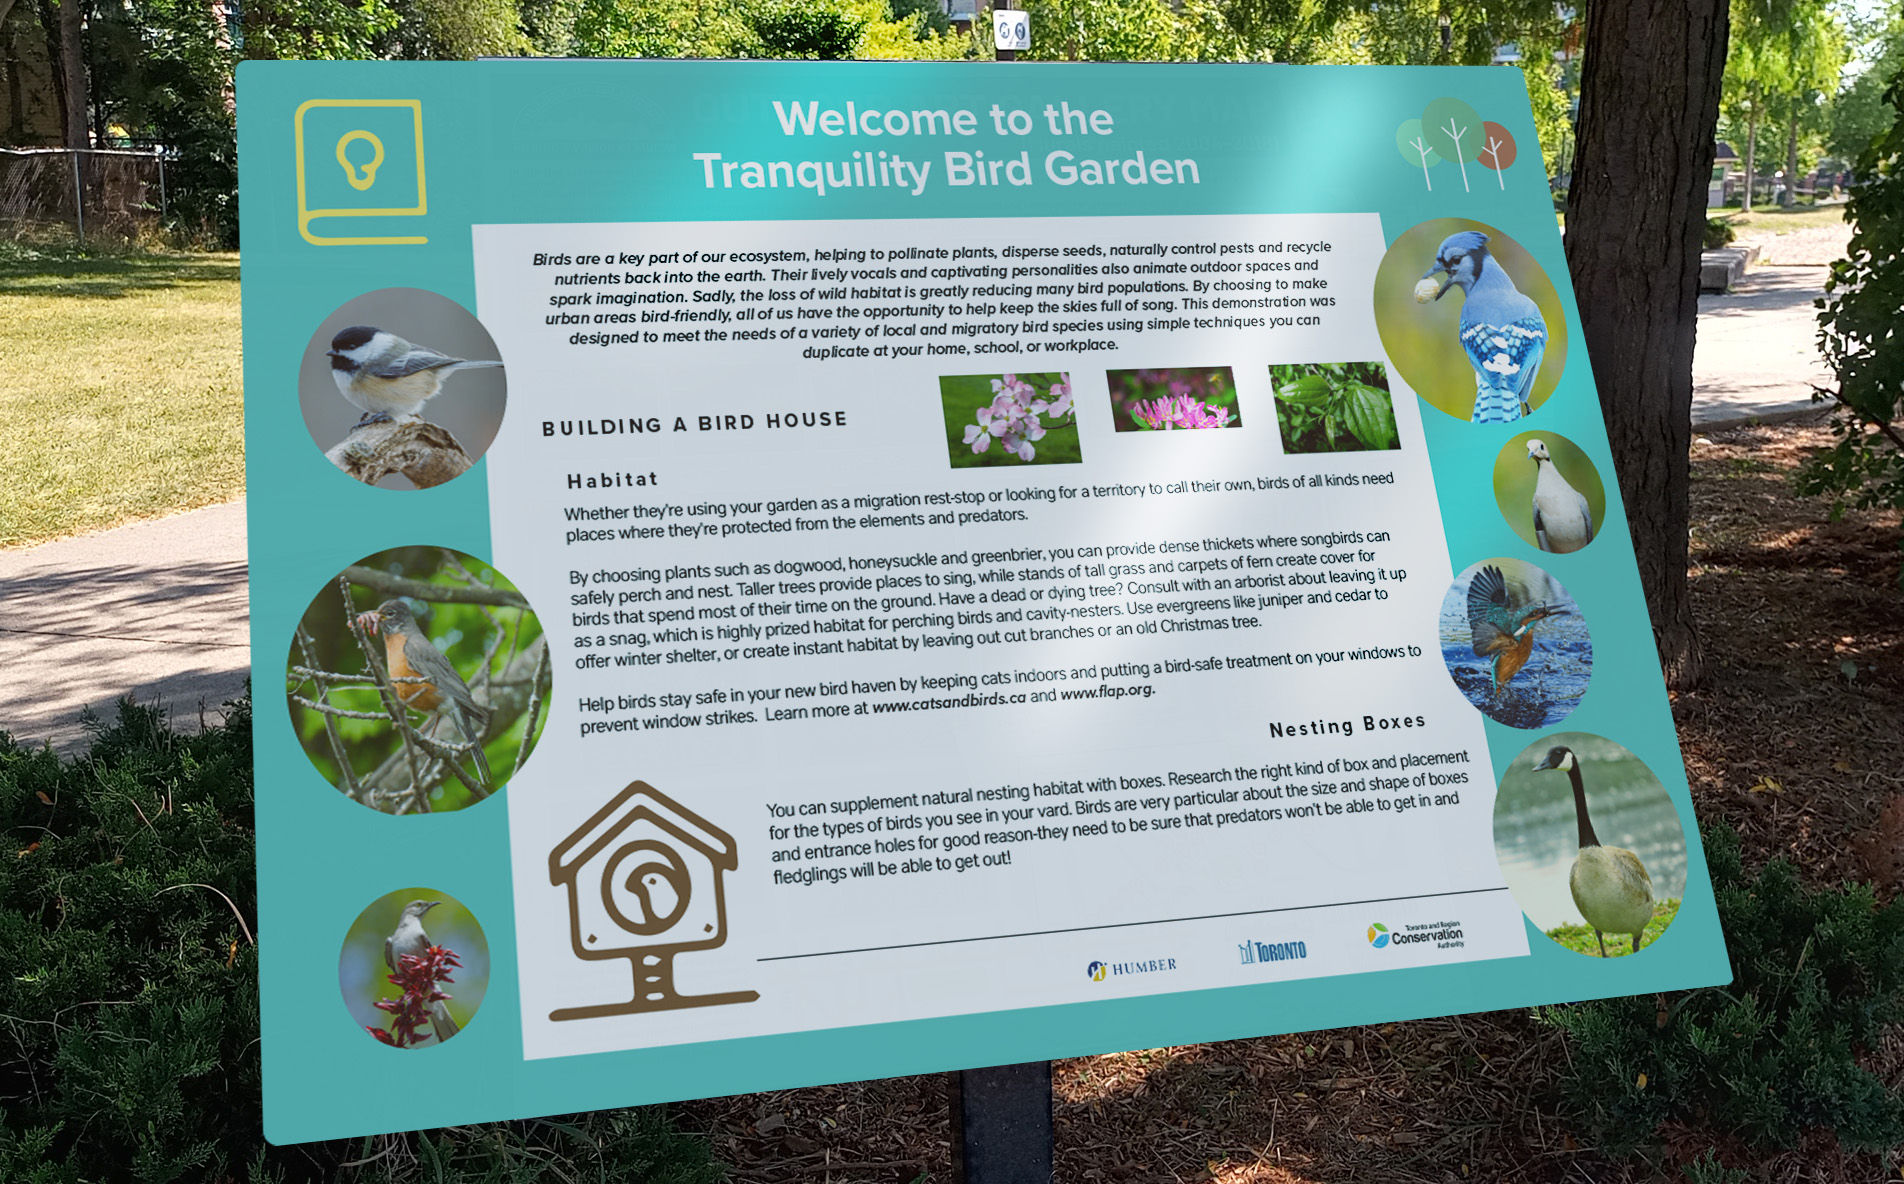 Welcome to the
Tranquility Bird Garden
Birds are a key part of our ecosystem, helping to pollinate plants, disperse seeds, naturally control pests and recycle
nutrients back into the earth. Their lively vocals and captivating personalities also animate outdoor spaces and
spark imagination. Sadly, the loss of wild habitat is greatly reducing many bird populations. By choosing to make
urban areas bird-friendly, all of us have the opportunity to help keep the skies full of song. This demonstration was
designed to meet the needs of a variety of local and migratory bird species using simple techniques you can
duplicate at your home, school, or workplace.
BUILDING A BIRD HOUSE
Habitat
Whether they're using your garden as a migration rest-stop or looking for a territory to call their own, birds of all kinds need
places where they're protected from the elements and predators.
By choosing plants such as dogwood, honeysuckle and greenbrier, you can provide dense thickets where songbirds can
safely perch and nest. Taller trees provide places to sing, while stands of tall grass and carpets of fern create cover for
birds that spend most of their time on the ground. Have a dead or dying tree? Consult with an arborist about leaving it up
as a snag, which is highly prized habitat for perching birds and cavity-nesters. Use evergreens like juniper and cedar to
offer winter shelter, or create instant habitat by leaving out cut branches or an old Christmas tree.
Help birds stay safe in your new bird haven by keeping cats indoors and putting a bird-safe treatment on your windows to
prevent window strikes. Learn more at www.catsandbirds.ca and www.flap.org.
Nesting Boxes
You can supplement natural nesting habitat with boxes. Research the right kind of box and placement
for the types of birds you see in your vard. Birds are very particular about the size and shape of boxes
and entrance holes for good reason-they need to be sure that predators won't be able to get in and
fledglings will be able to get out!
HUMBER
TORONTO
Toronto and Region
Conservation
Authority